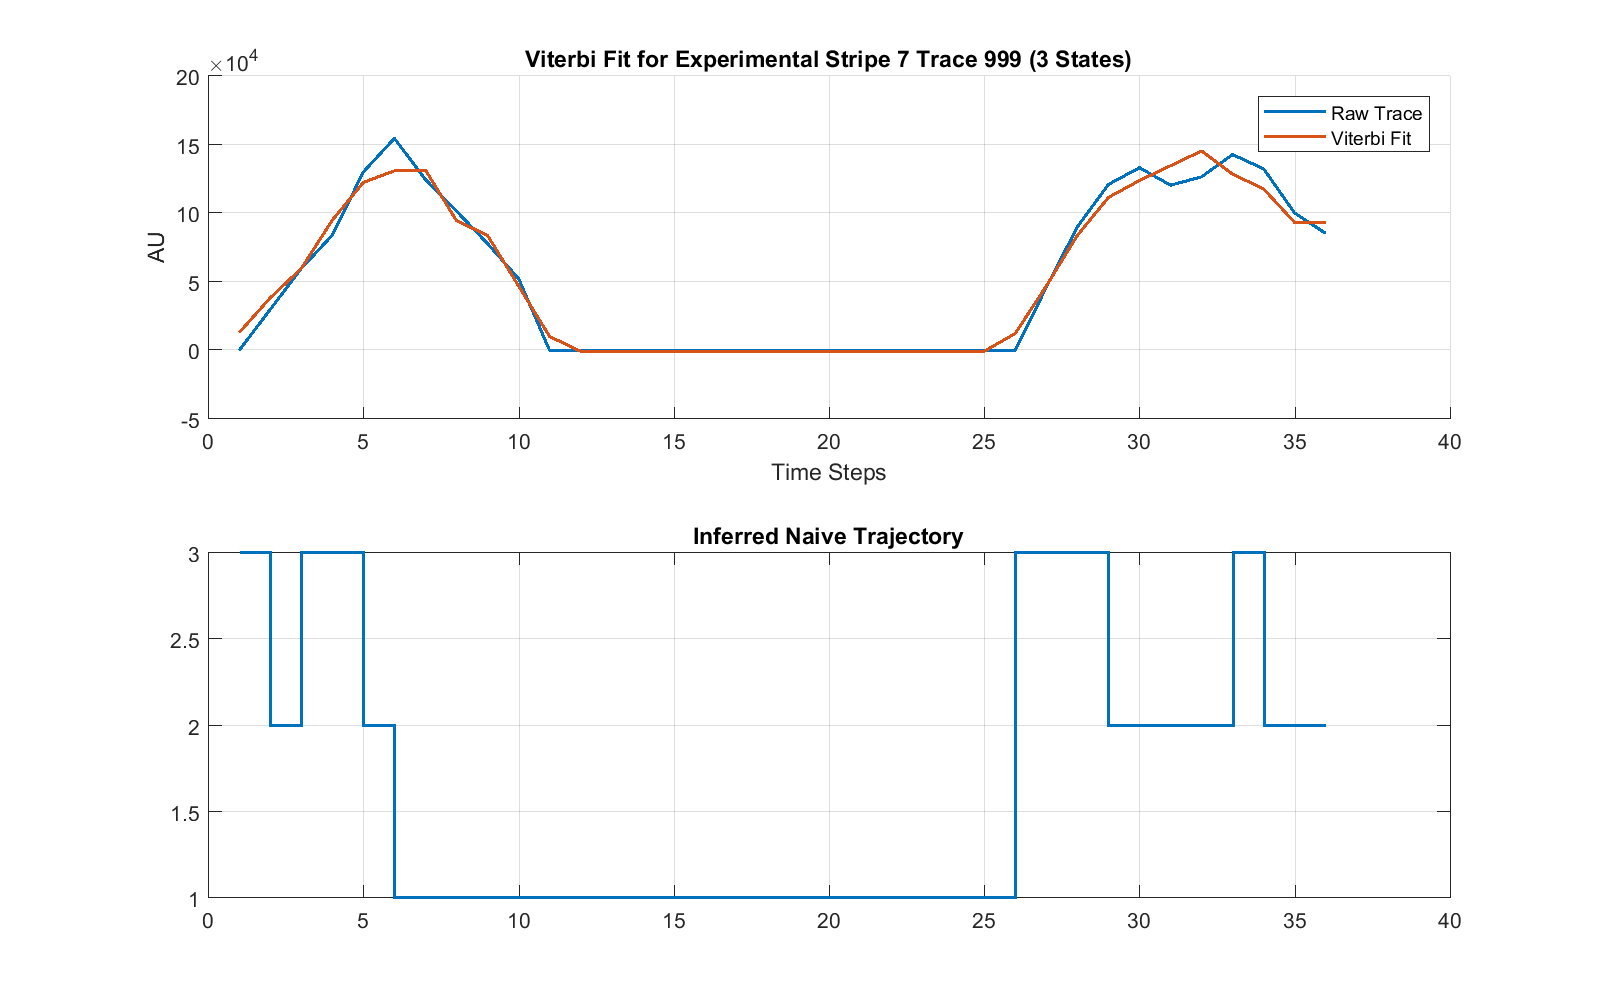 Viterbi Fit for Experimental Stripe 7 Trace 999 (3 States)
×10^4
20
15
10
5
0
-5
AU
Raw Trace
Viterbi Fit
0 5 10 15 20 25 30 35 40
Time Steps
Inferred Naive Trajectory
3
2.5
2
1.5
1
0 5 10 15 20 25 30 35 40